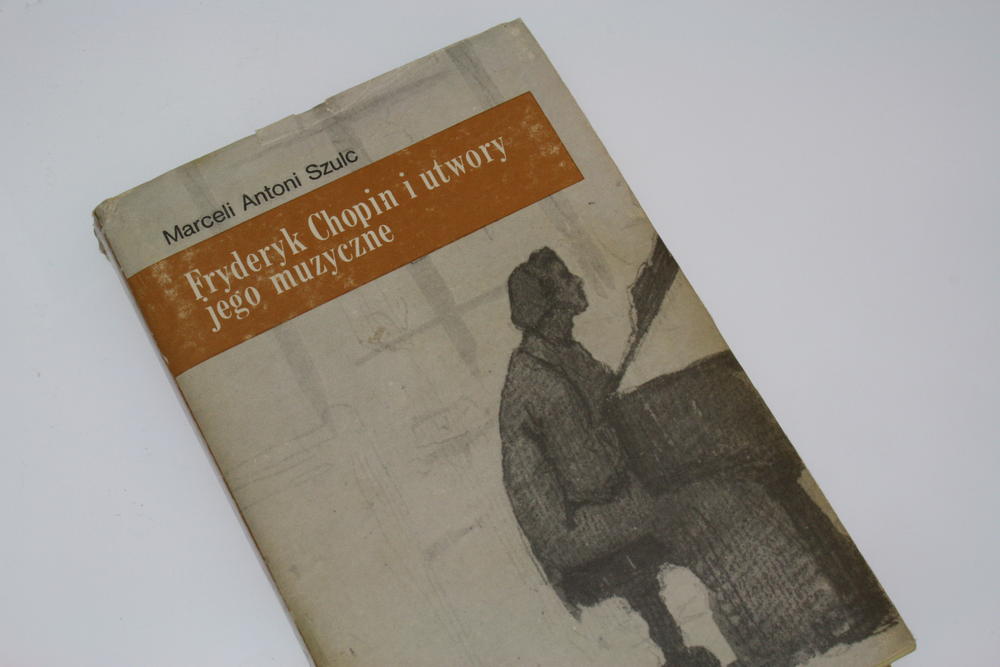 Marceli Antoni Szulc
Fryderyk Chopin i utwory
jego muzyczne